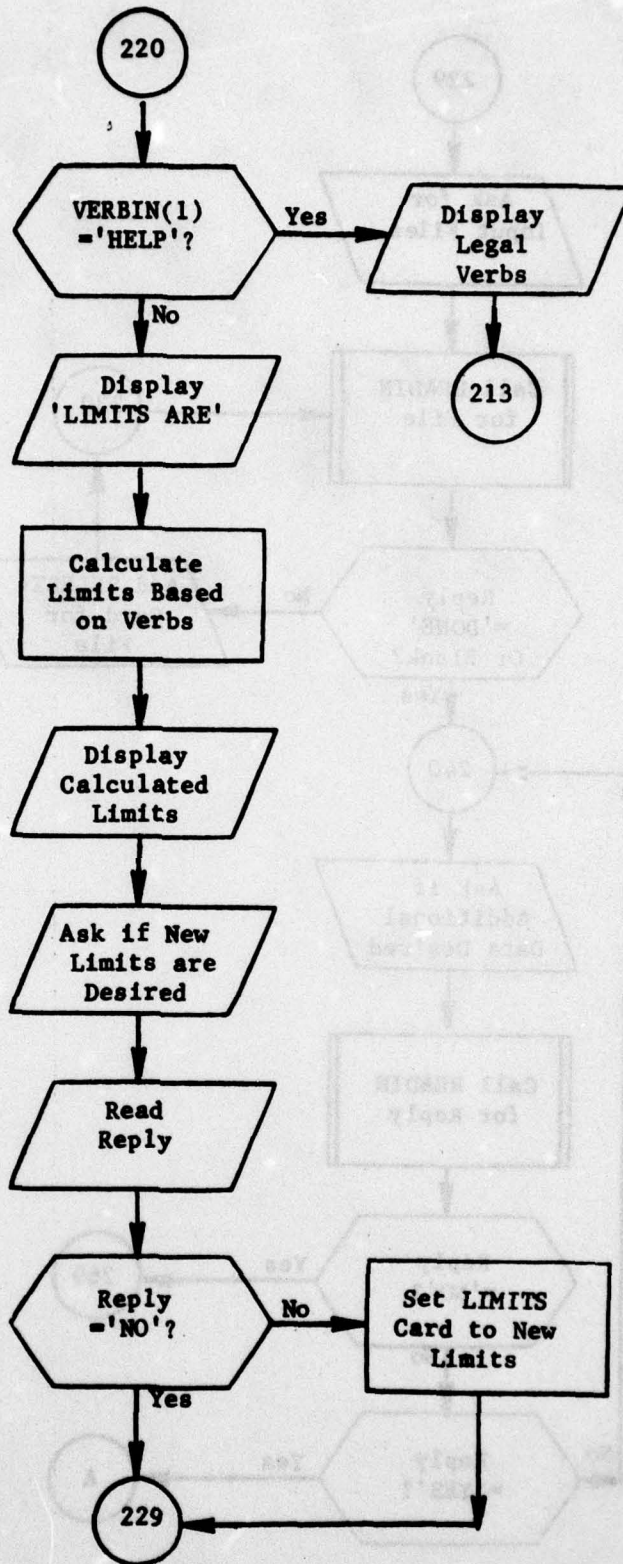 220
VERBIN(1)
='HELP'?
Yes
Display
Legal
Verbs
No
213
Display
'LIMITS ARE'
Calculate
Limits Based
on Verbs
Display
Calculated
Limits
Ask if New
Limits are
Desired
Read
Reply
Reply
='NO'?
No
Set LIMITS
Card to New
Limits
Yes
229